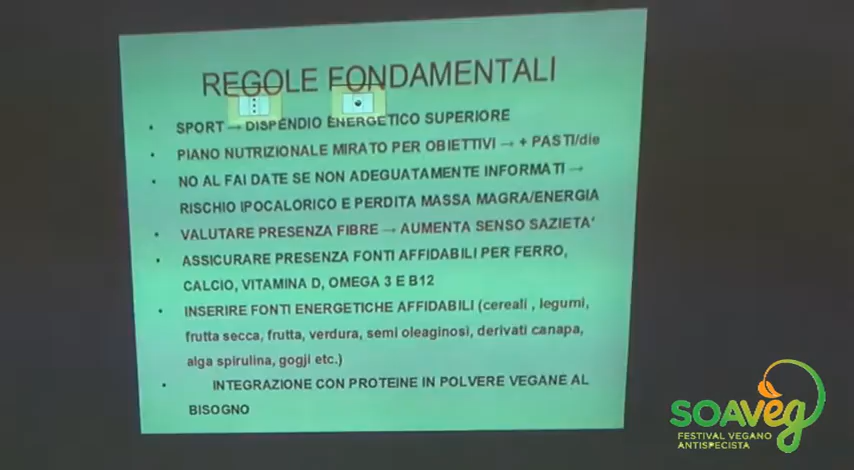 REGOLE FONDAMENTALI
• SPORT → DISPENDIO ENERGETICO SUPERIORE
• PIANO NUTRIZIONALE MIRATO PER OBIETTIVI → + PASTI/die
• NO AL FAI DATE SE NON ADEGUATAMENTE INFORMATI →
RISCHIO IPOCALORICO E PERDITA MASSA MAGRA/ENERGIA
• VALUTARE PRESENZA FIBRE → AUMENTA SENSO SAZIETA'
• ASSICURARE PRESENZA FONTI AFFIDABILI PER FERRO,
CALCIO, VITAMINA D, OMEGA 3 E B12
• INSERIRE FONTI ENERGETICHE AFFIDABILI (cereali , legumi,
frutta secca, frutta, verdura, semi oleaginosi, derivati canapa,
alga spirulina, gogji etc.)
• INTEGRAZIONE CON PROTEINE IN POLVERE VEGANE AL
BISOGNO
SOAVEG
FESTIVAL VEGANO
ANTISPECISTA